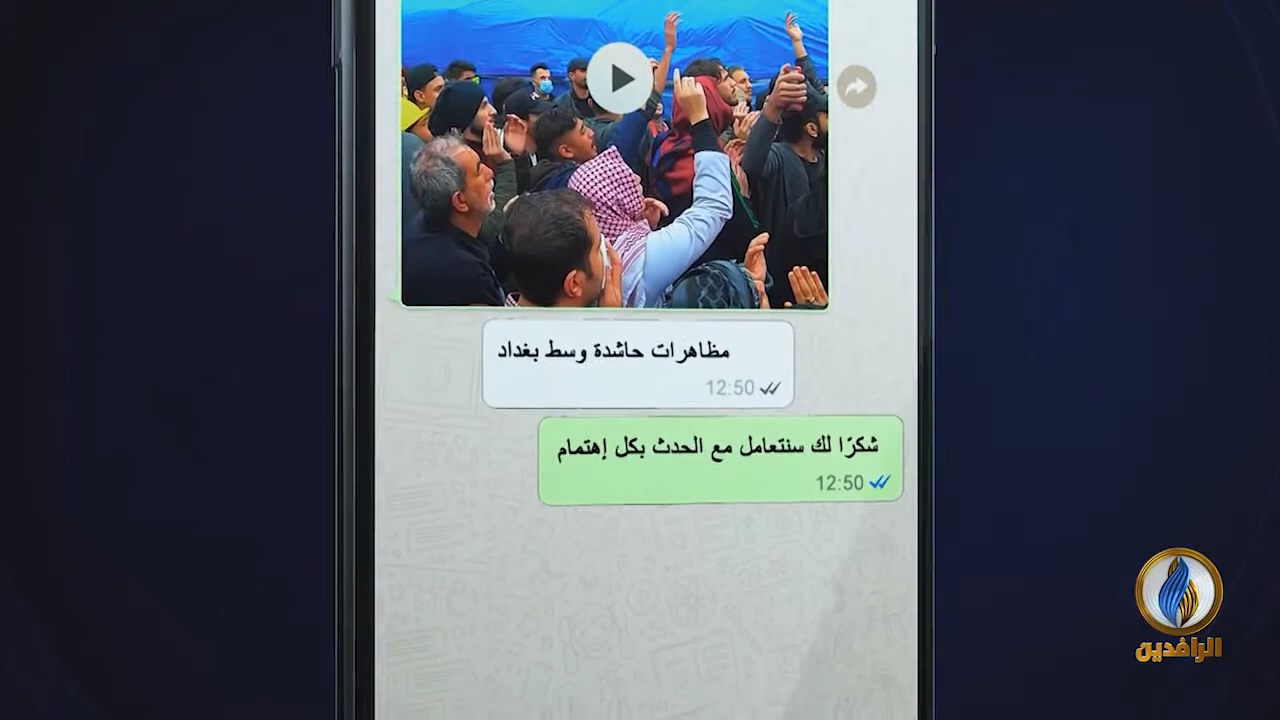 مظاهرات حاشدة وسط بغداد
12:50
شكرًا لك سنتعامل مع الحدث بكل إهتمام
12:50
الرافدين